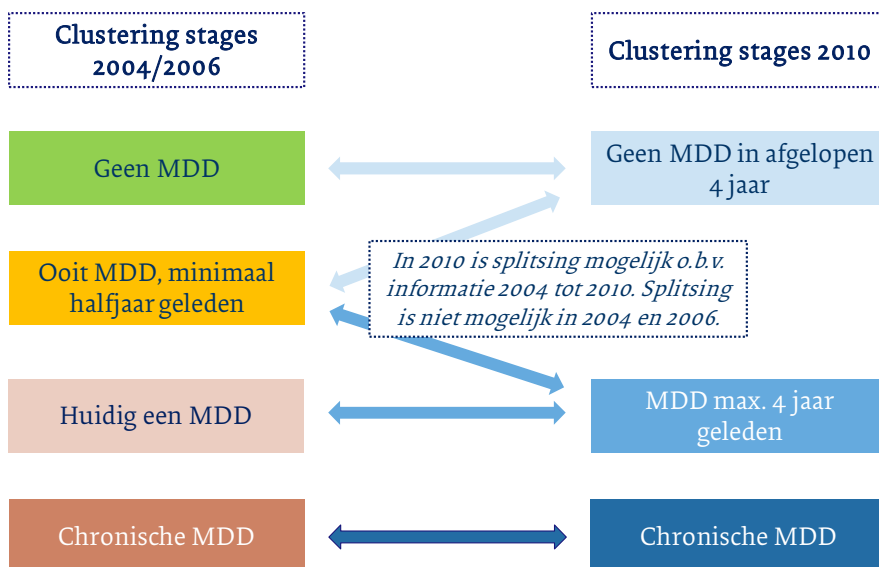 Clustering stages
2004/2006
Clustering stages 2010
Geen MDD
Geen MDD in afgelopen
4 jaar
Ooit MDD, minimaal
halfjaar geleden
In 2010 is splitsing mogelijk o.b.v.
informatie 2004 tot 2010. Splitsing
is niet mogelijk in 2004 en 2006.
Huidig een MDD
MDD max. 4 jaar
geleden
Chronische MDD
Chronische MDD